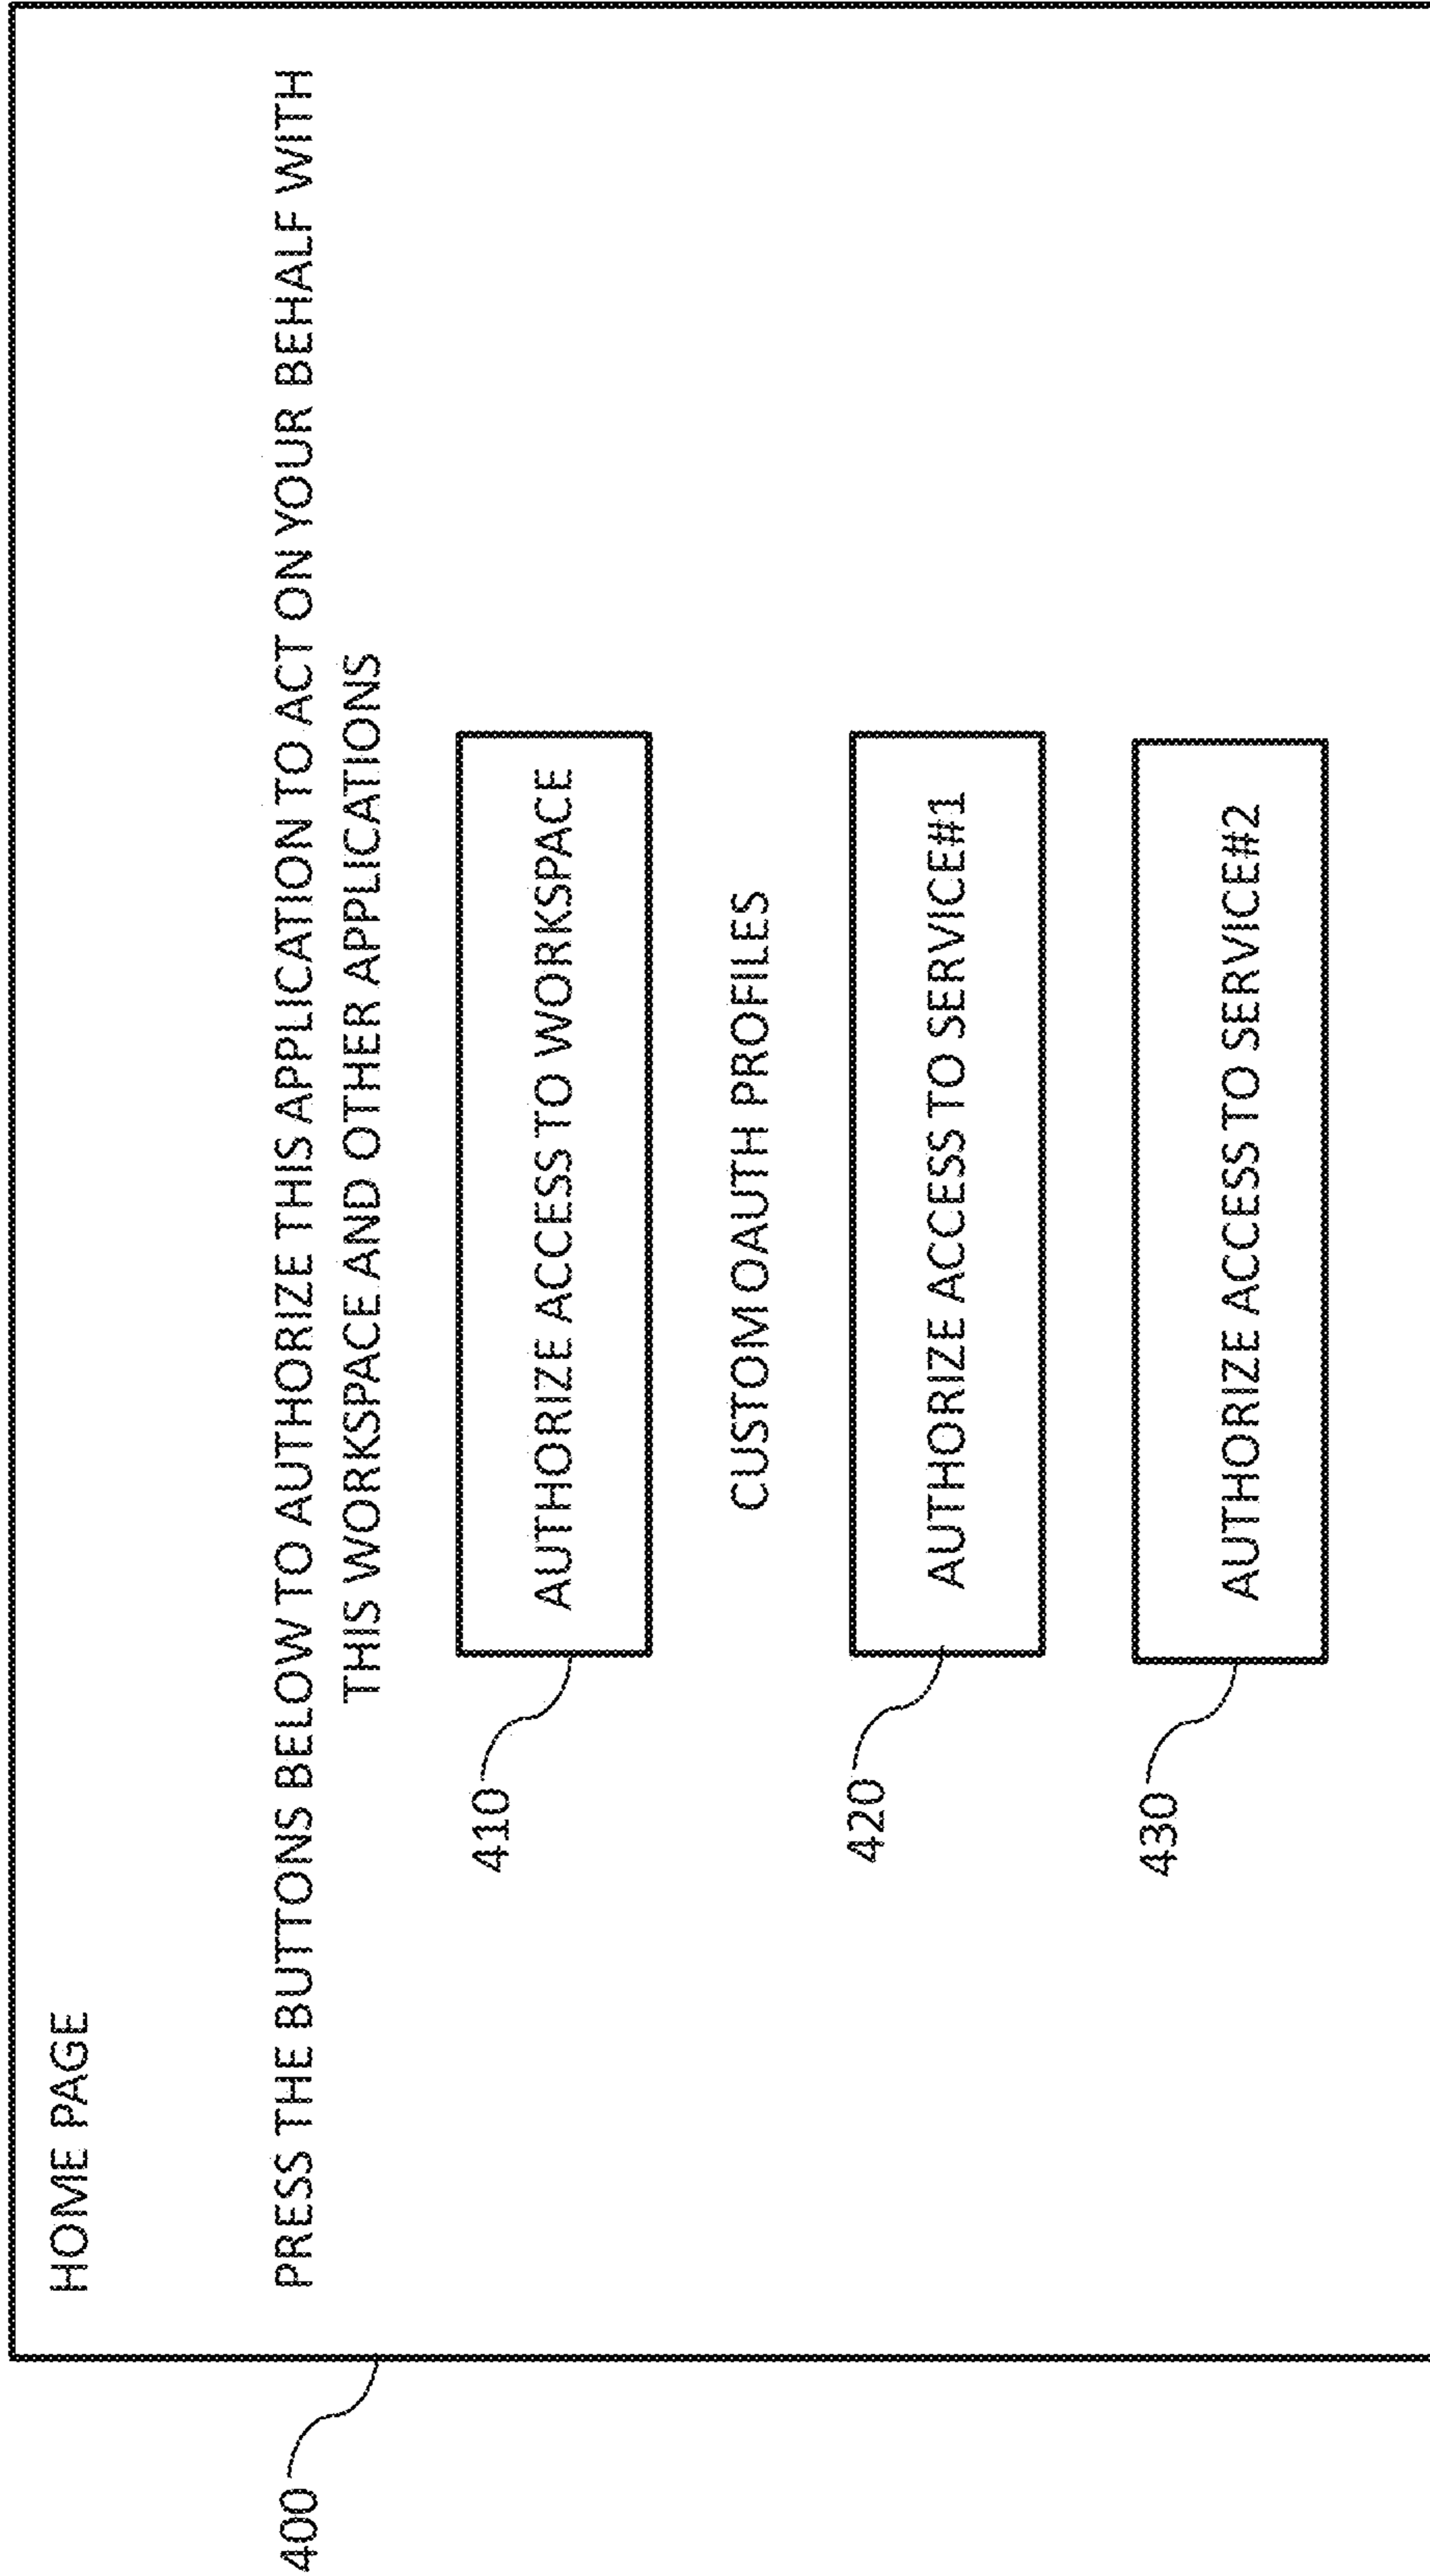 HOME PAGE
PRESS THE BUTTONS BELOW TO AUTHORIZE THIS APPLICATION TO ACT ON YOUR BEHALF WITH
THIS WORKSPACE AND OTHER APPLICATIONS
AUTHORIZE ACCESS TO WORKSPACE
410
CUSTOM OAUTH PROFILES
AUTHORIZE ACCESS TO SERVICE#1
420
AUTHORIZE ACCESS TO SERVICE#2
430
400